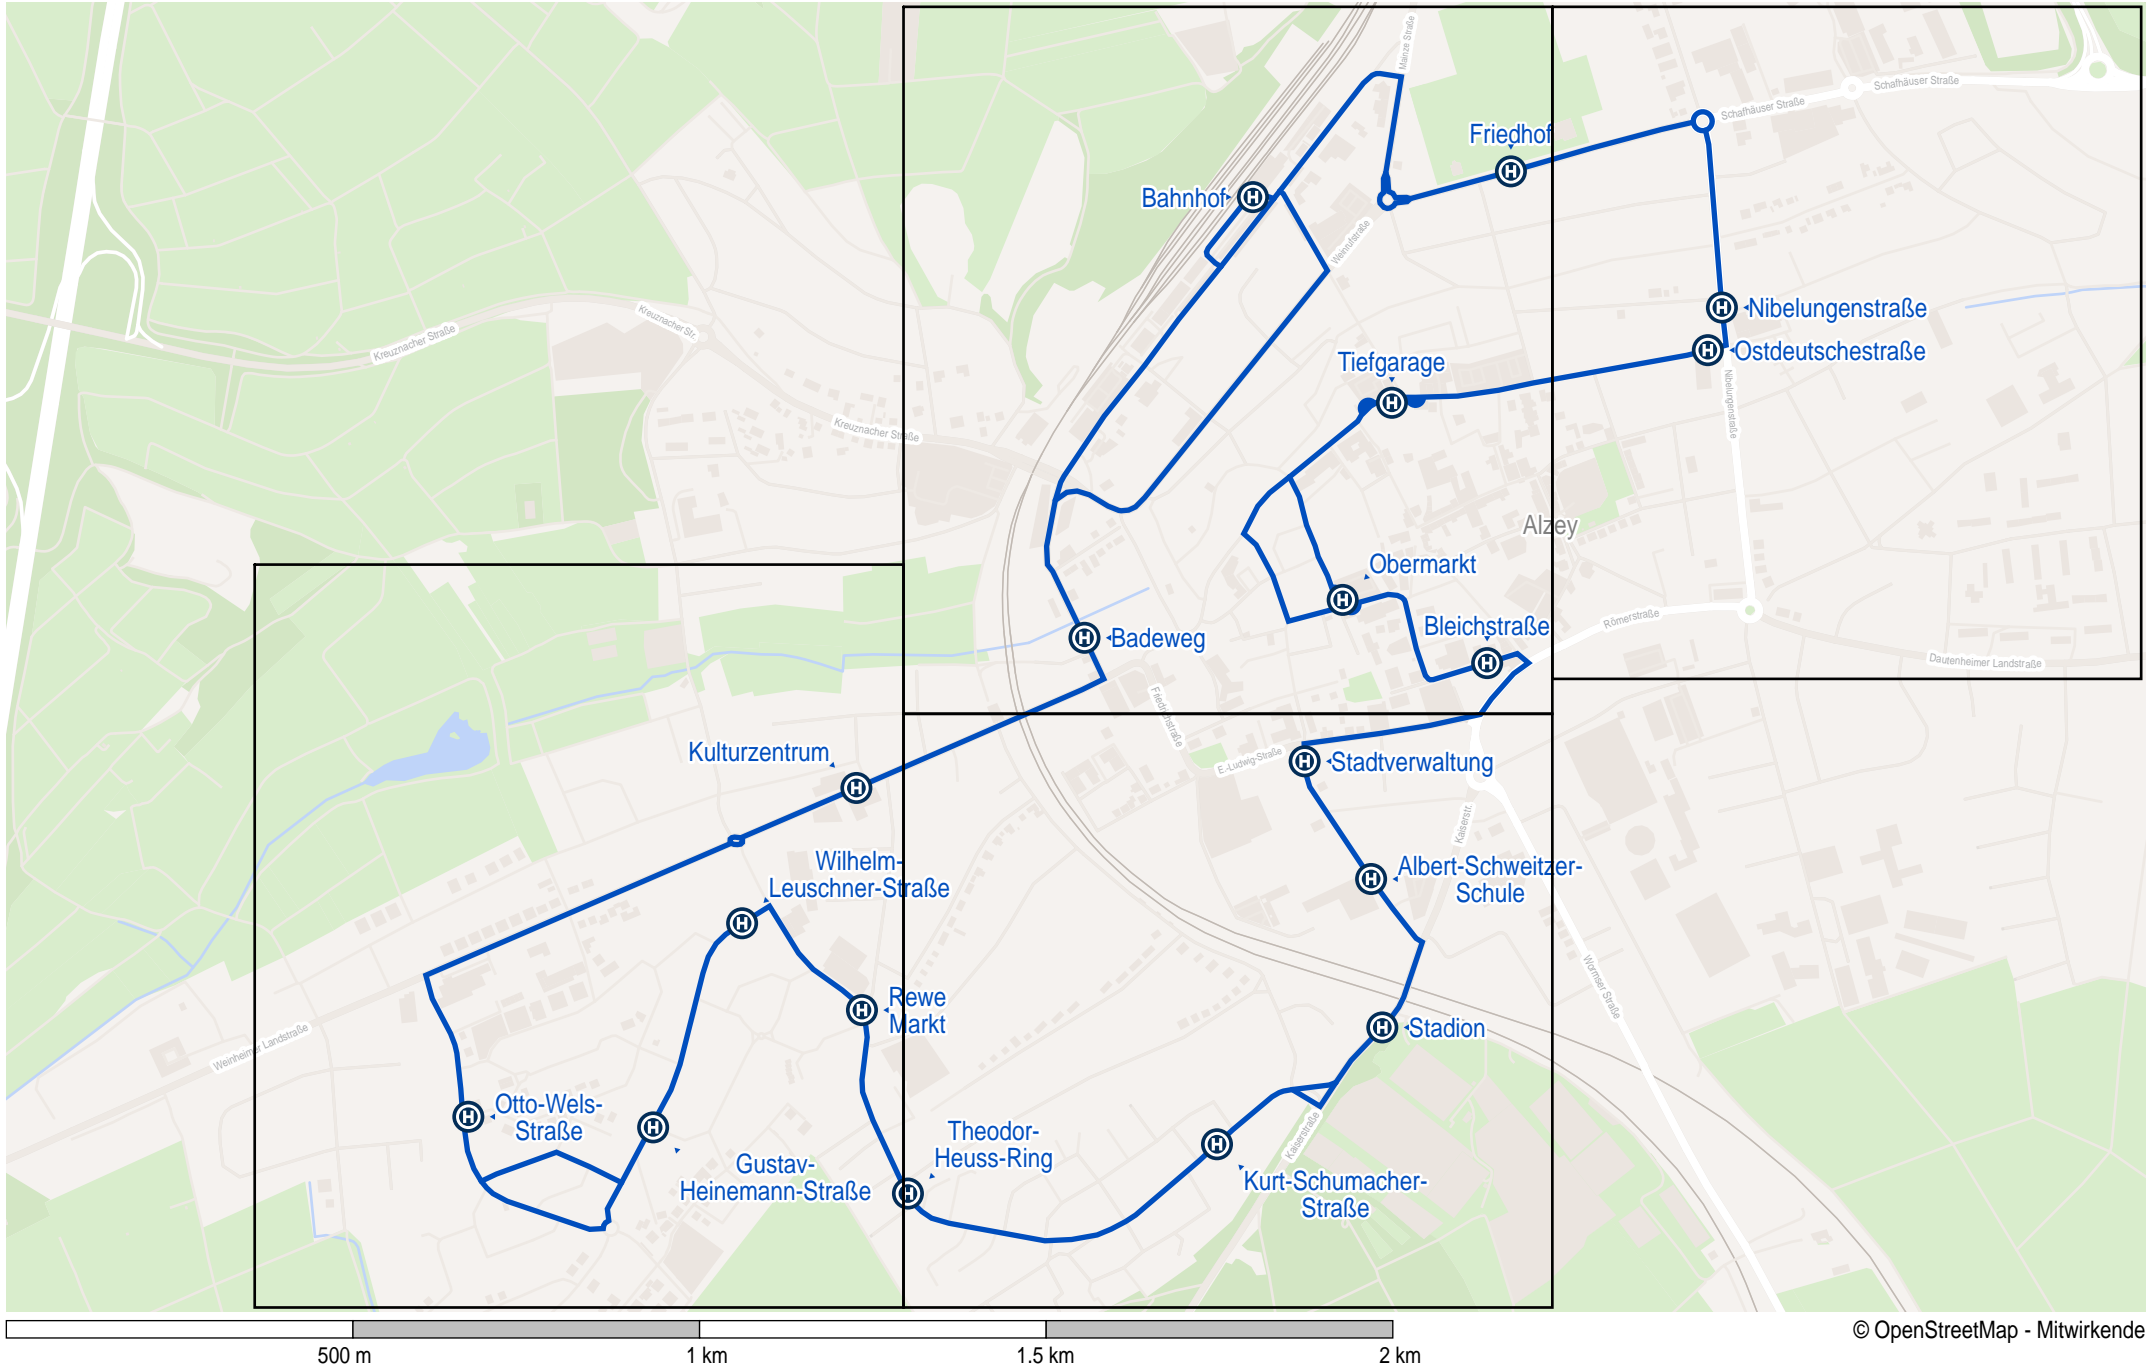 Mainzer Straße
Schafhäuser Straße
Schafhäuser Straße
Friedhof
Bahnhof
Weinrufstraße
Nibelungenstraße
Kreuznacher Str.
Kreuznacher Straße
Ostdeutschestraße
Tiefgarage
Nibelungenstraße
Kreuznacher Straße
Alzey
Obermarkt
Bleichstraße
Römerstraße
Badeweg
Dautenheimer Landstraße
Friedrichstraße
Kulturzentrum
E.-Ludwig-Straße
Stadtverwaltung
Kaiserstr.
Wilhelm-
Leuschner-Straße
Albert-Schweitzer-
Schule
Wormser Straße
Rewe
Markt
Stadion
Weinheimer Landstraße
Otto-Wels-
Straße
Theodor-
Heuss-Ring
Kaiserstraße
Gustav-
Heinemann-Straße
Kurt-Schumacher-
Straße
500 m
1 km
1.5 km
2 km
© OpenStreetMap - Mitwirkende